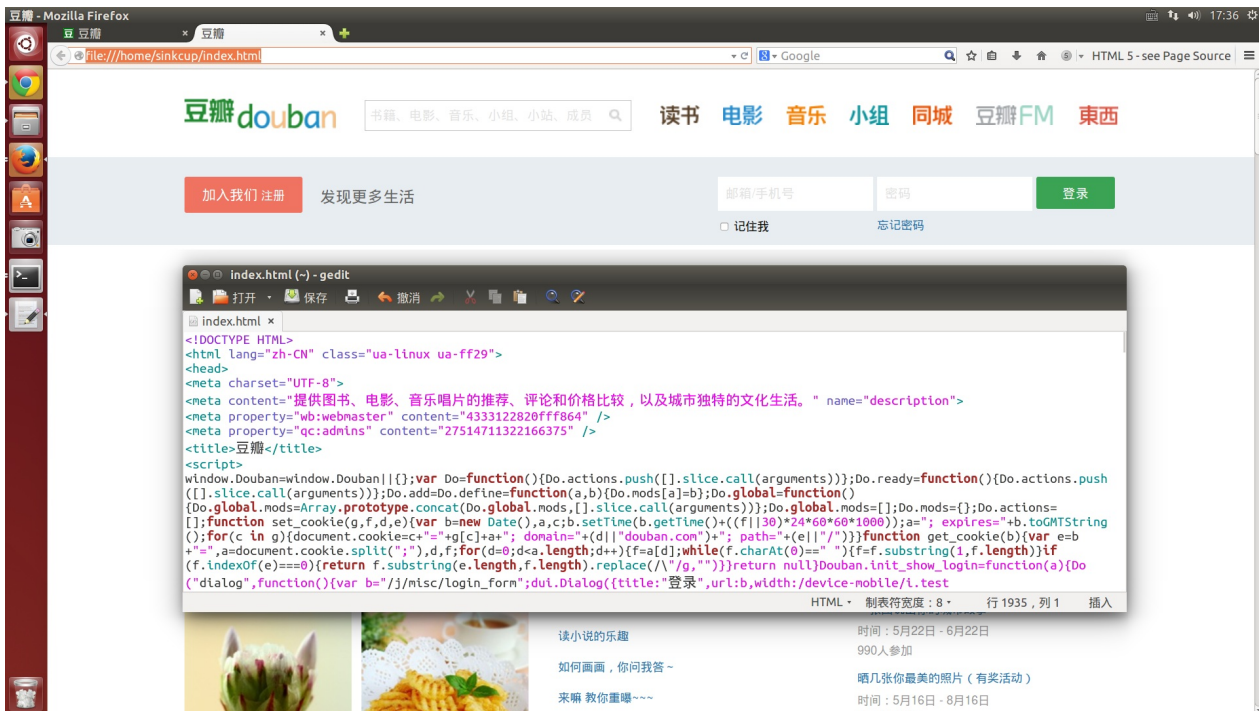 豆瓣 - Mozilla Firefox
17:36
豆瓣 ×
豆瓣 ×
file:///home/sinkcup/index.html
Google
HTML 5 - see Page Source
豆瓣douban
书籍、电影、音乐、小组、小站、成员
读书 电影 音乐 小组 同城 豆瓣FM 東西
加入我们 注册
发现更多生活
邮箱/手机号
密码
登录
记住我
忘记密码
index.html (~) - gedit
打开 保存 撤消
index.html ×
<!DOCTYPE HTML>
<html lang="zh-CN" class="ua-linux ua-ff29">
<head>
<meta charset="UTF-8">
<meta content="提供图书、电影、音乐唱片的推荐、评论和价格比较，以及城市独特的文化生活。" name="description">
<meta property="wb:webmaster" content="4333122820fff864" />
<meta property="qc:admins" content="27514711322166375" />
<title>豆瓣</title>
<script>
window.Douban=window.Douban||{};var Do=function(){Do.actions.push([].slice.call(arguments))};Do.ready=function(){Do.actions.push
([].slice.call(arguments))};Do.add=Do.define=function(a,b){Do.mods[a]=b};Do.global=function()
{Do.global.mods=Array.prototype.concat(Do.global.mods,[].slice.call(arguments))};Do.global.mods=[];Do.mods={};Do.actions=
[];function set_cookie(g,f,d,e){var b=new Date(),a,c;b.setTime(b.getTime()+((f||30)*24*60*60*1000));a="; expires="+b.toGMTString
();for(c in g){document.cookie=c+"="+g[c]+a+"; domain="+(d||"douban.com")+"; path="+(e||"/")}}function get_cookie(b){var e=b
+"=",a=document.cookie.split(";"),d,f;for(d=0;d<a.length;d++){f=a[d];while(f.charAt(0)==" "){f=f.substring(1,f.length)}if
(f.indexOf(e)===0){return f.substring(e.length,f.length).replace(/\"/g,"")}}return null}Douban.init_show_login=function(a){Do
("dialog",function(){var b="/j/misc/login_form";dui.Dialog({title:"登录",url:b,width:/device-mobile/i.test
HTML 制表符宽度：8 行 1935，列 1 插入
读小说的乐趣
如何画画，你问我答～
来嘛 教你重曝~~~
时间：5月22日 - 6月22日
990人参加
晒几张你最美的照片（有奖活动）
时间：5月16日 - 8月16日